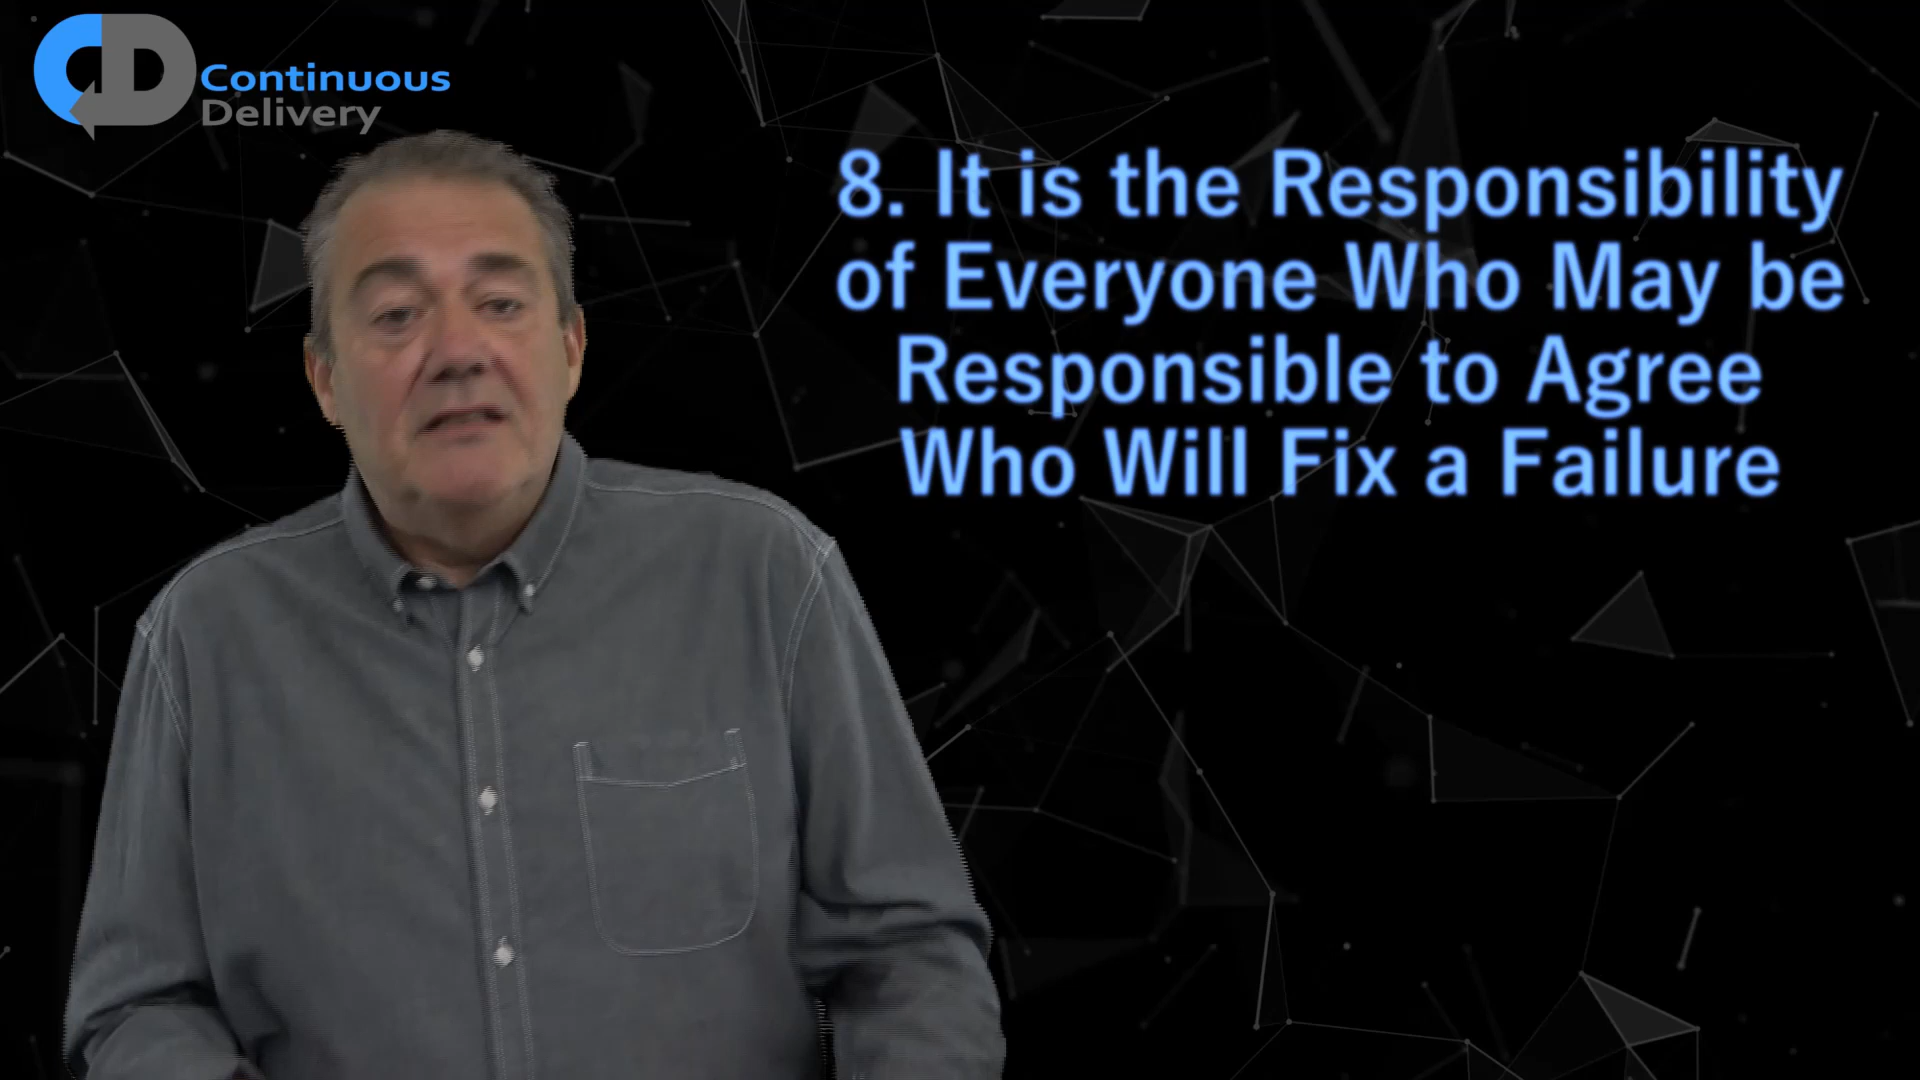 Continuous
Delivery
8. It is the Responsibility
of Everyone Who May be
Responsible to Agree
Who Will Fix a Failure